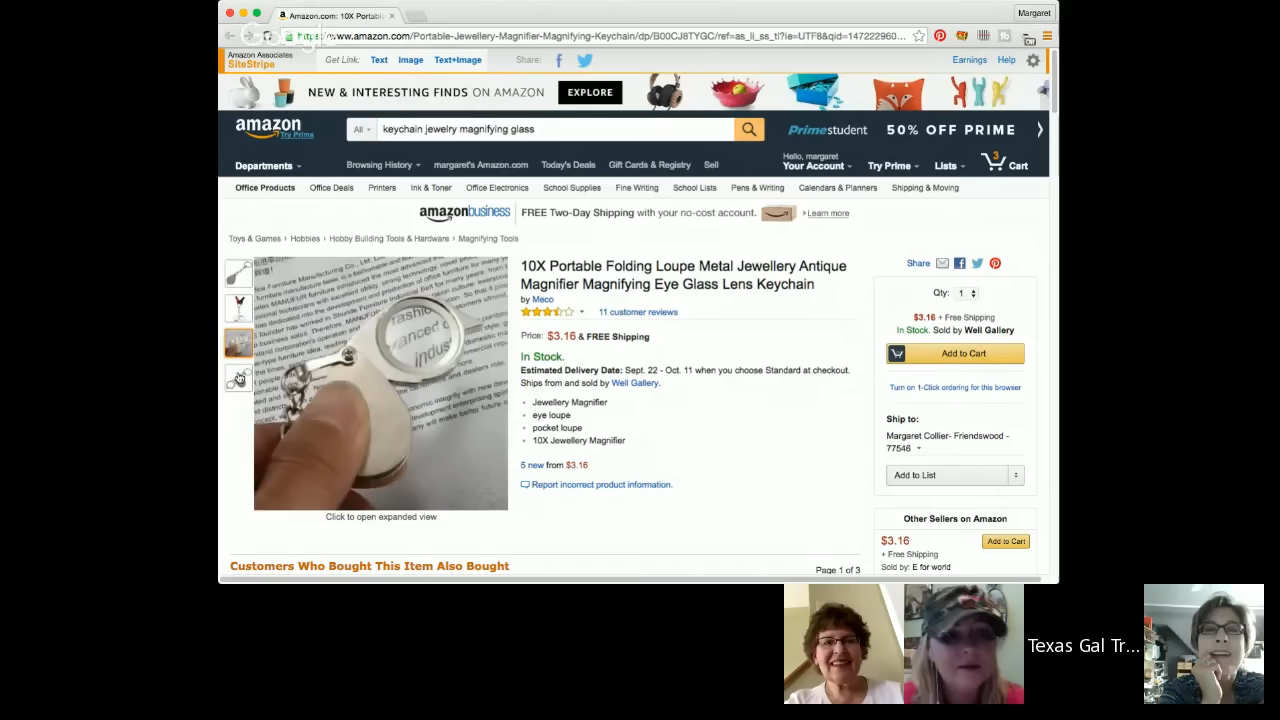 Amazon.com: 10X Portabl
Margaret
Google
https://www.amazon.com/Portable-Jewellery-Magnifier-Magnifying-Keychain/dp/B00CJ8TYGC/ref=as_li_ss_tl?ie=UTF8&qid=147222960...
Amazon Associates
SiteStripe
Get Link: Text Image Text+Image Share:
Earnings Help
NEW & INTERESTING FINDS ON AMAZON EXPLORE
amazon
Try Prime
All keychain jewelry magnifying glass
Prime student 50% OFF PRIME
Departments
Browsing History margaret's Amazon.com Today's Deals Gift Cards & Registry Sell
Hello, margaret
Your Account Try Prime Lists 3 Cart
Office Products Office Deals Printers Ink & Toner Office Electronics School Supplies Fine Writing School Lists Pens & Writing Calendars & Planners Shipping & Moving
amazonbusiness FREE Two-Day Shipping with your no-cost account. Learn more
Toys & Games › Hobbies › Hobby Building Tools & Hardware › Magnifying Tools
fashio
anced c
indus
Click to open expanded view
10X Portable Folding Loupe Metal Jewellery Antique
Magnifier Magnifying Eye Glass Lens Keychain
by Meco
11 customer reviews
Price: $3.16 & FREE Shipping
In Stock.
Estimated Delivery Date: Sept. 22 - Oct. 11 when you choose Standard at checkout.
Ships from and sold by Well Gallery.
Jewellery Magnifier
eye loupe
pocket loupe
10X Jewellery Magnifier
5 new from $3.16
Report incorrect product information.
Share
Qty: 1
$3.16 + Free Shipping
In Stock. Sold by Well Gallery
Add to Cart
Turn on 1-Click ordering for this browser
Ship to:
Margaret Collier- Friendswood -
77546
Add to List
Other Sellers on Amazon
$3.16
Add to Cart
+ Free Shipping
Sold by: E for world
Customers Who Bought This Item Also Bought
Page 1 of 3
Texas Gal Tr...